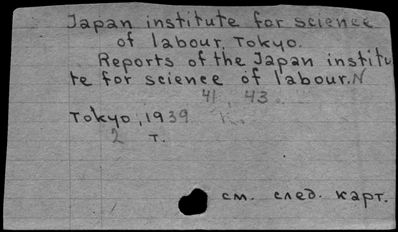 Japan institute for science
of labour, Tokyo.
Reports of the Japan institu
te for science of labour. N
41, 43.
Tokyo, 1939
2 т.
см. след. карт.